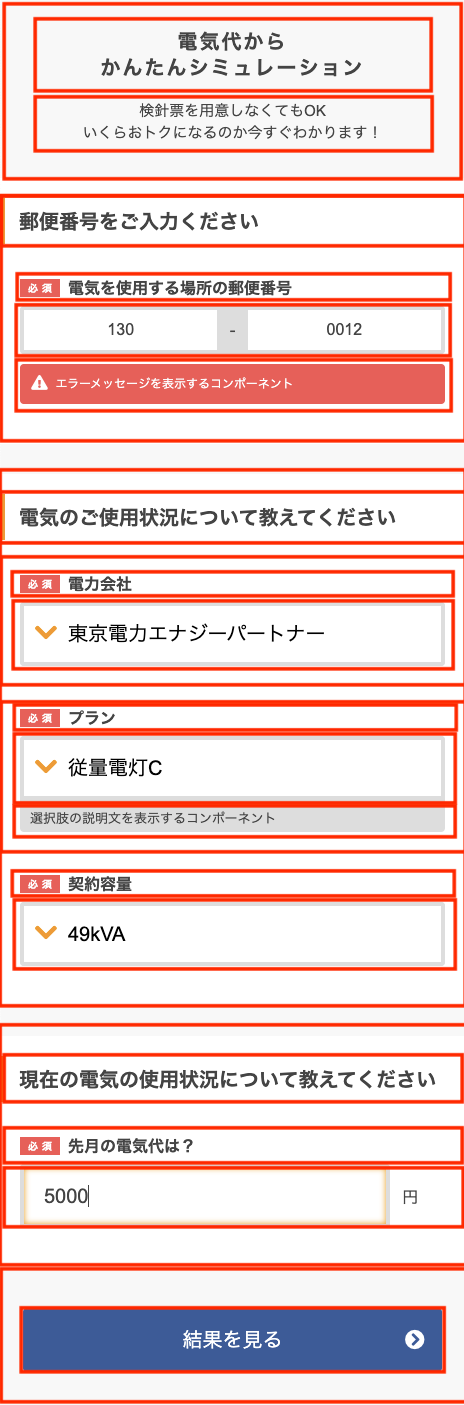 電気代から
かんたんシミュレーション
検針票を用意しなくてもOK
いくらおトクになるのか今すぐわかります！
郵便番号をご入力ください
必須 電気を使用する場所の郵便番号
130 - 0012
エラーメッセージを表示するコンポーネント
電気のご使用状況について教えてください
必須 電力会社
東京電力エナジーパートナー
必須 プラン
従量電灯C
選択肢の説明文を表示するコンポーネント
必須 契約容量
49kVA
現在の電気の使用状況について教えてください
必須 先月の電気代は？
5000 円
結果を見る